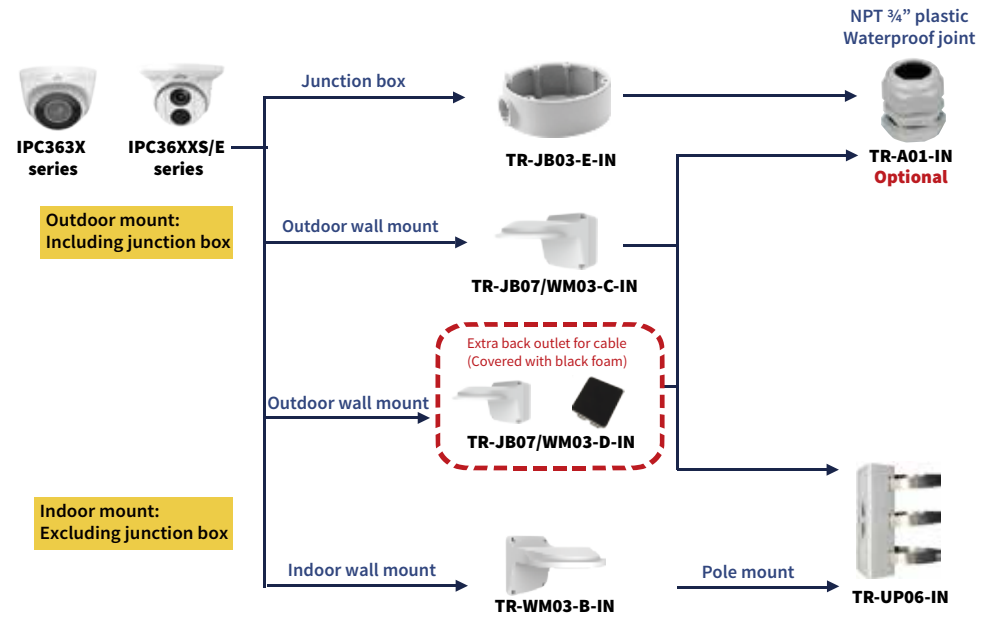 NPT ¾” plastic
Waterproof joint
Junction box
IPC363X
series
IPC36XXS/E
series
TR-JB03-E-IN
TR-A01-IN
Optional
Outdoor mount:
Including junction box
Outdoor wall mount
TR-JB07/WM03-C-IN
Extra back outlet for cable
(Covered with black foam)
Outdoor wall mount
TR-JB07/WM03-D-IN
Indoor mount:
Excluding junction box
Indoor wall mount
TR-WM03-B-IN
Pole mount
TR-UP06-IN